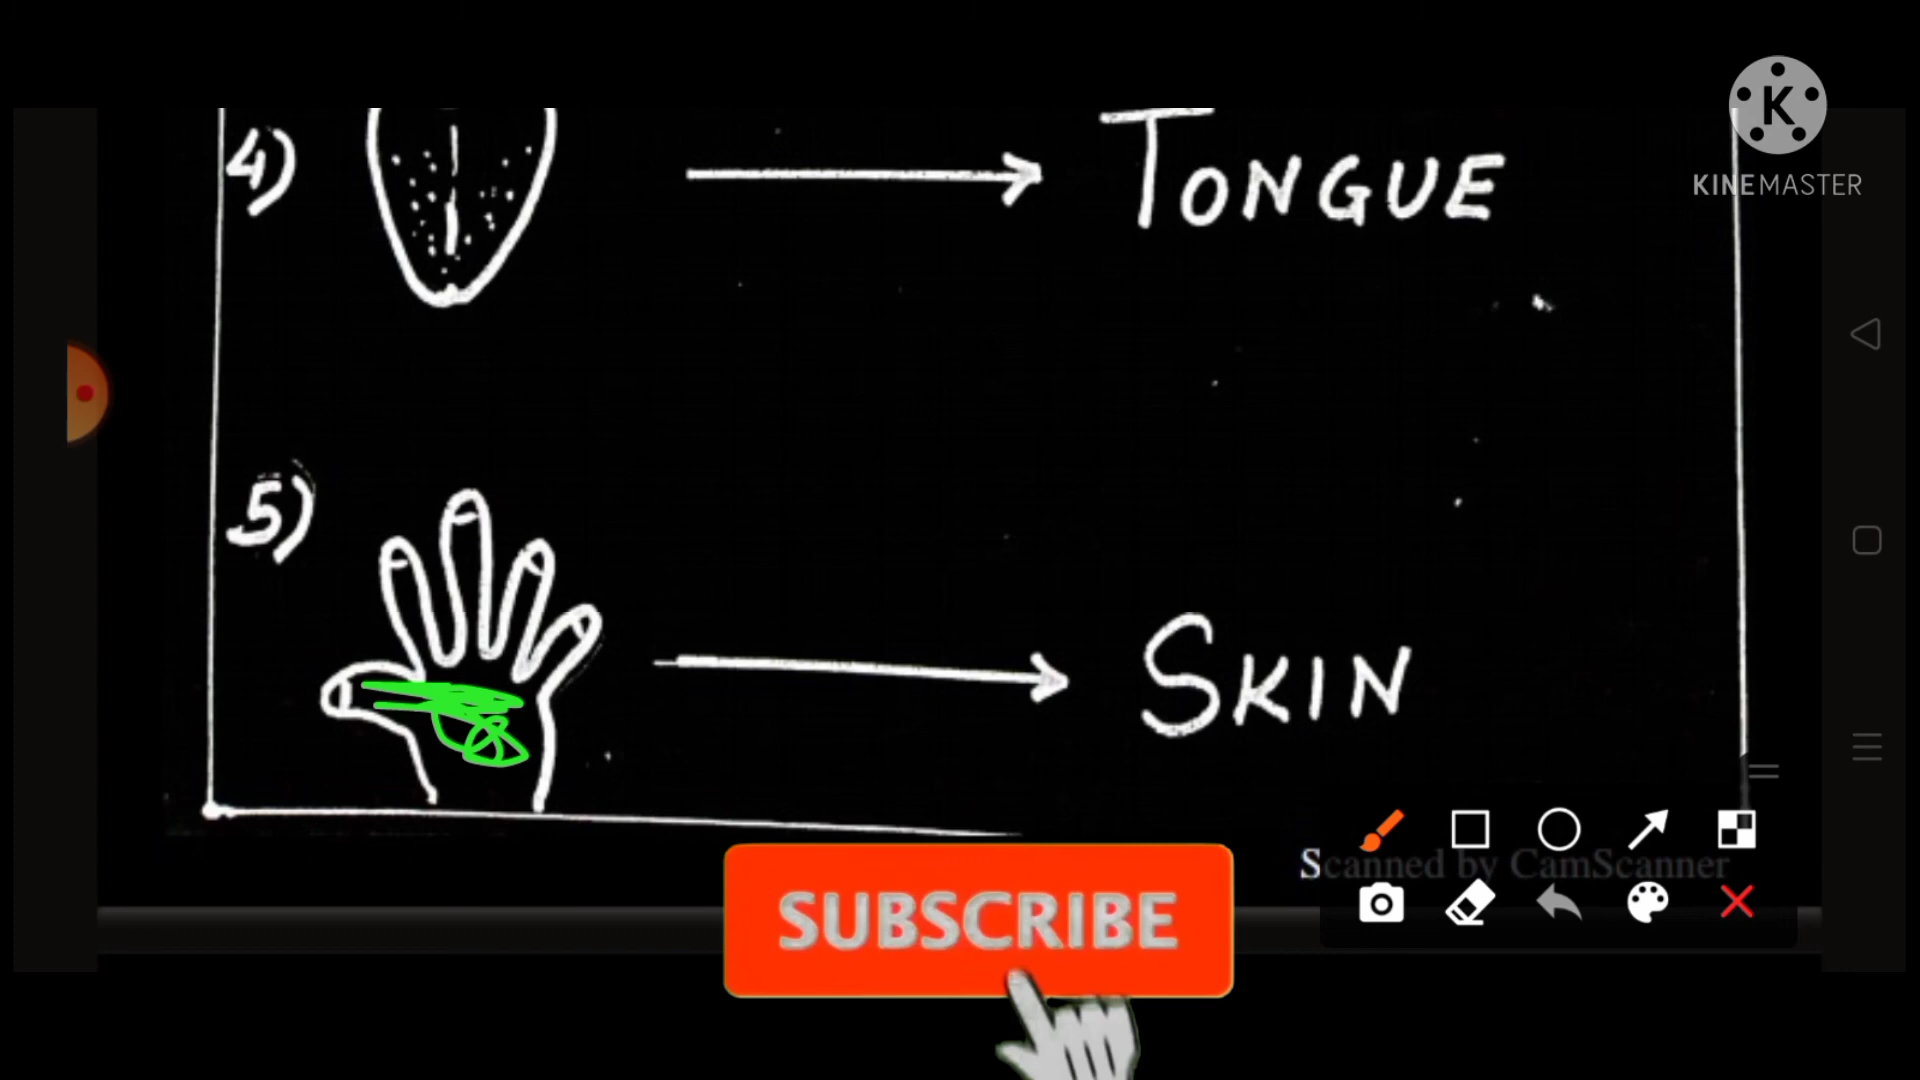 K
KINEMASTER
4) TONGUE
5) SKIN
Scanned by CamScanner
SUBSCRIBE